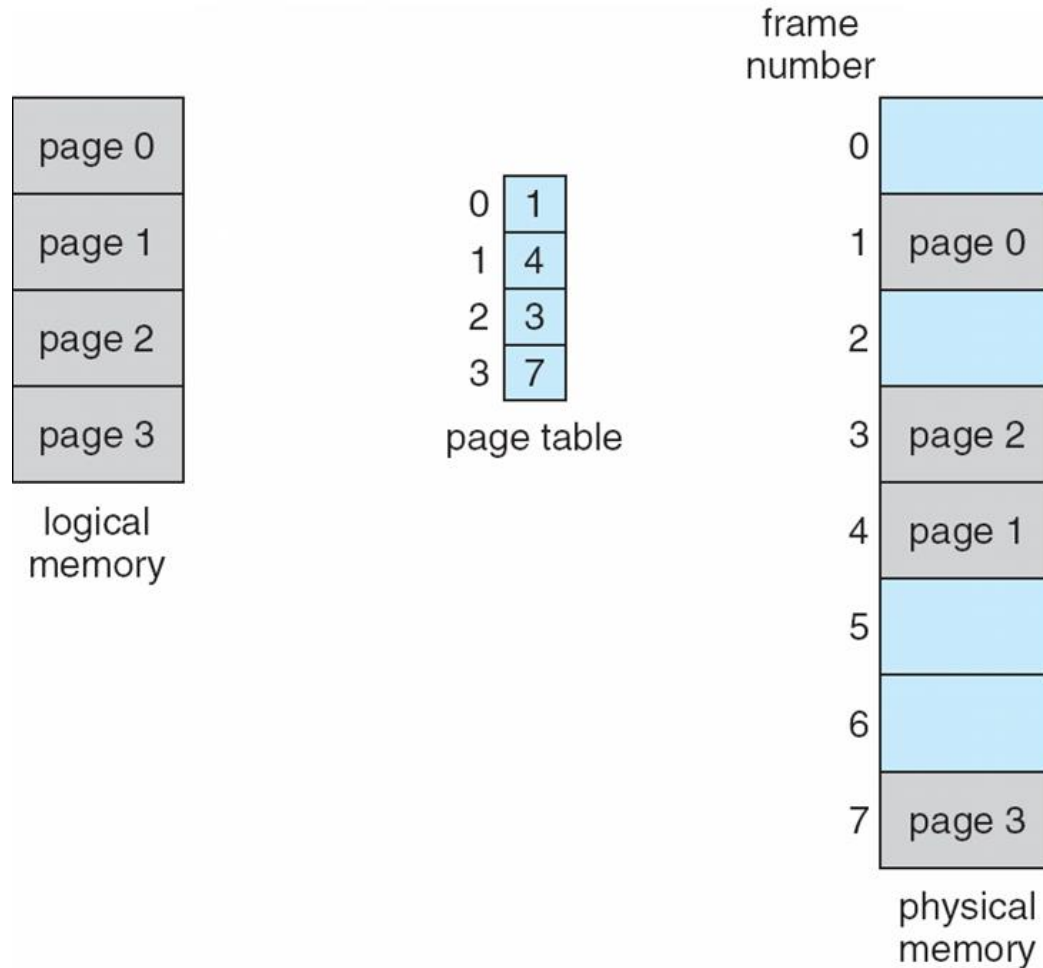 page 0
page 1
page 2
page 3
logical
memory
0 1
1 4
2 3
3 7
page table
frame
number
0
1 page 0
2
3 page 2
4 page 1
5
6
7 page 3
physical
memory